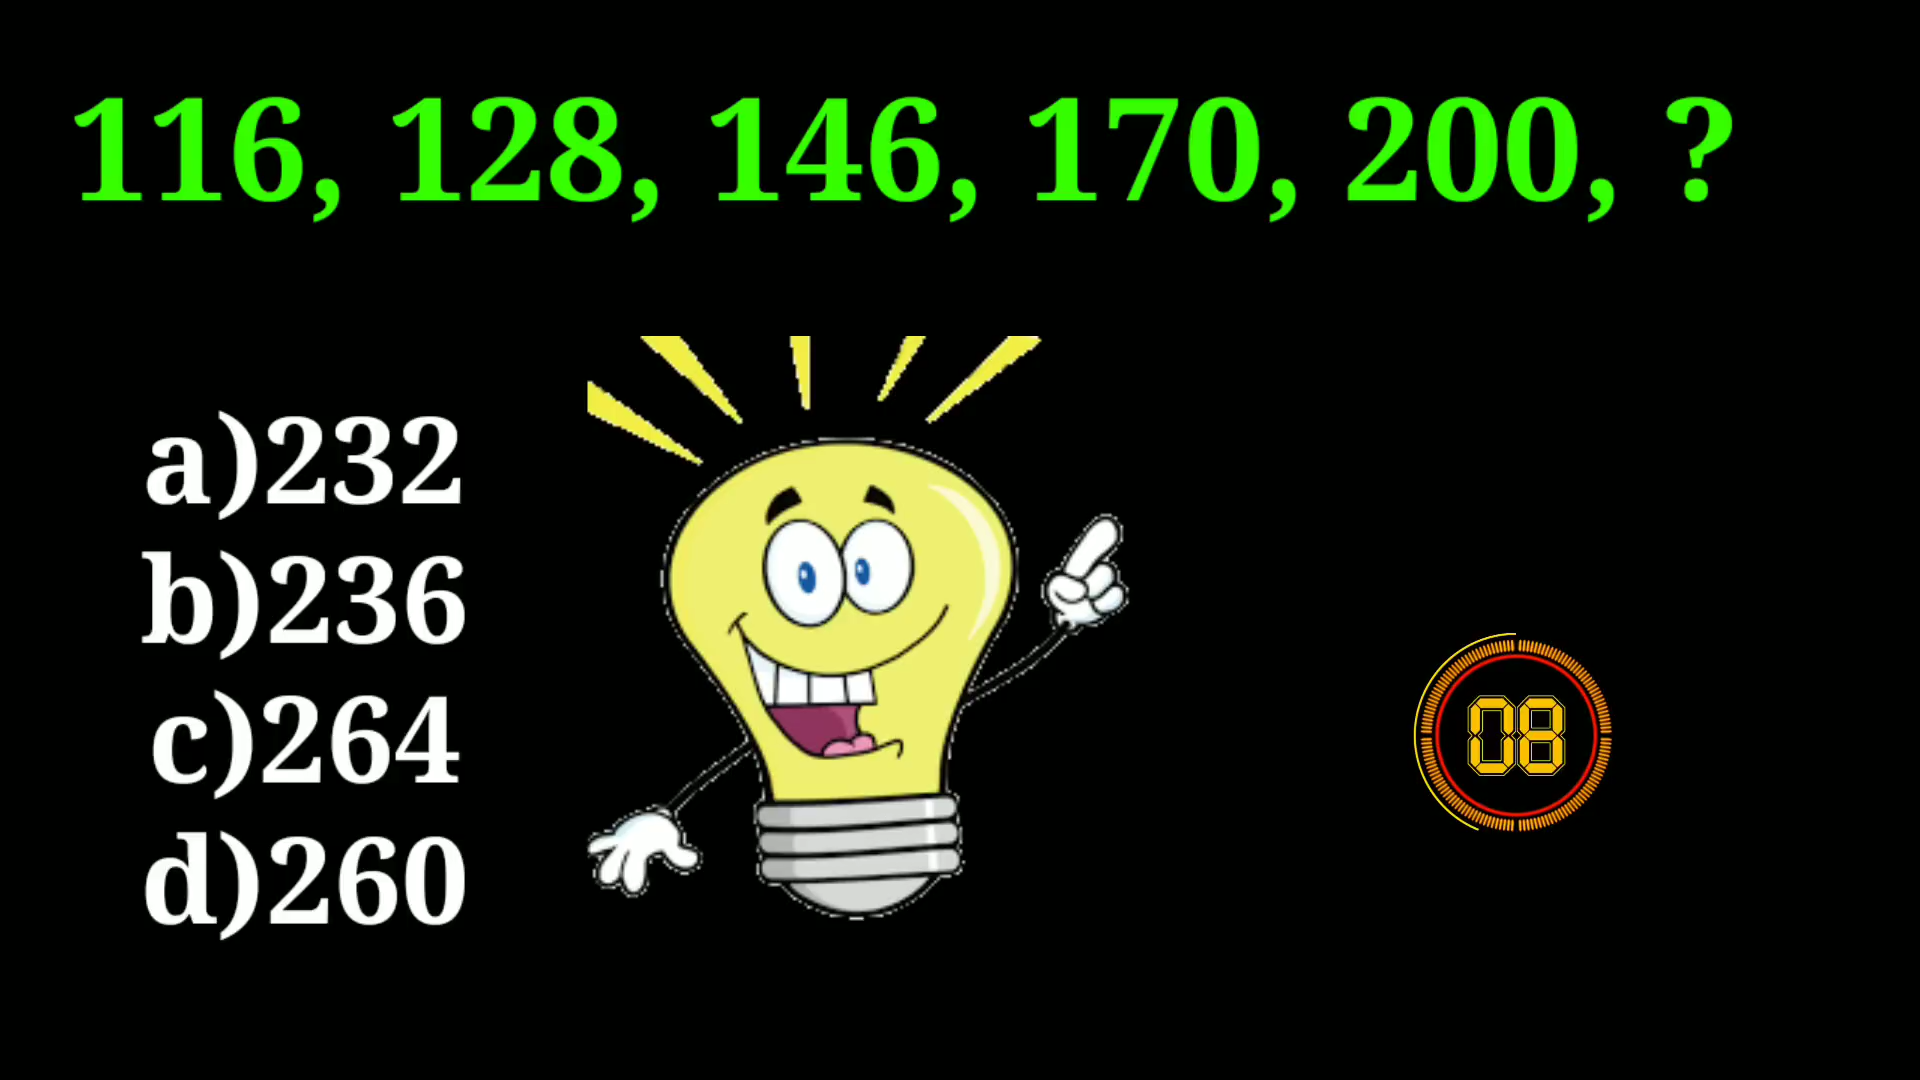 116, 128, 146, 170, 200, ?
a)232
b)236
c)264
d)260
08